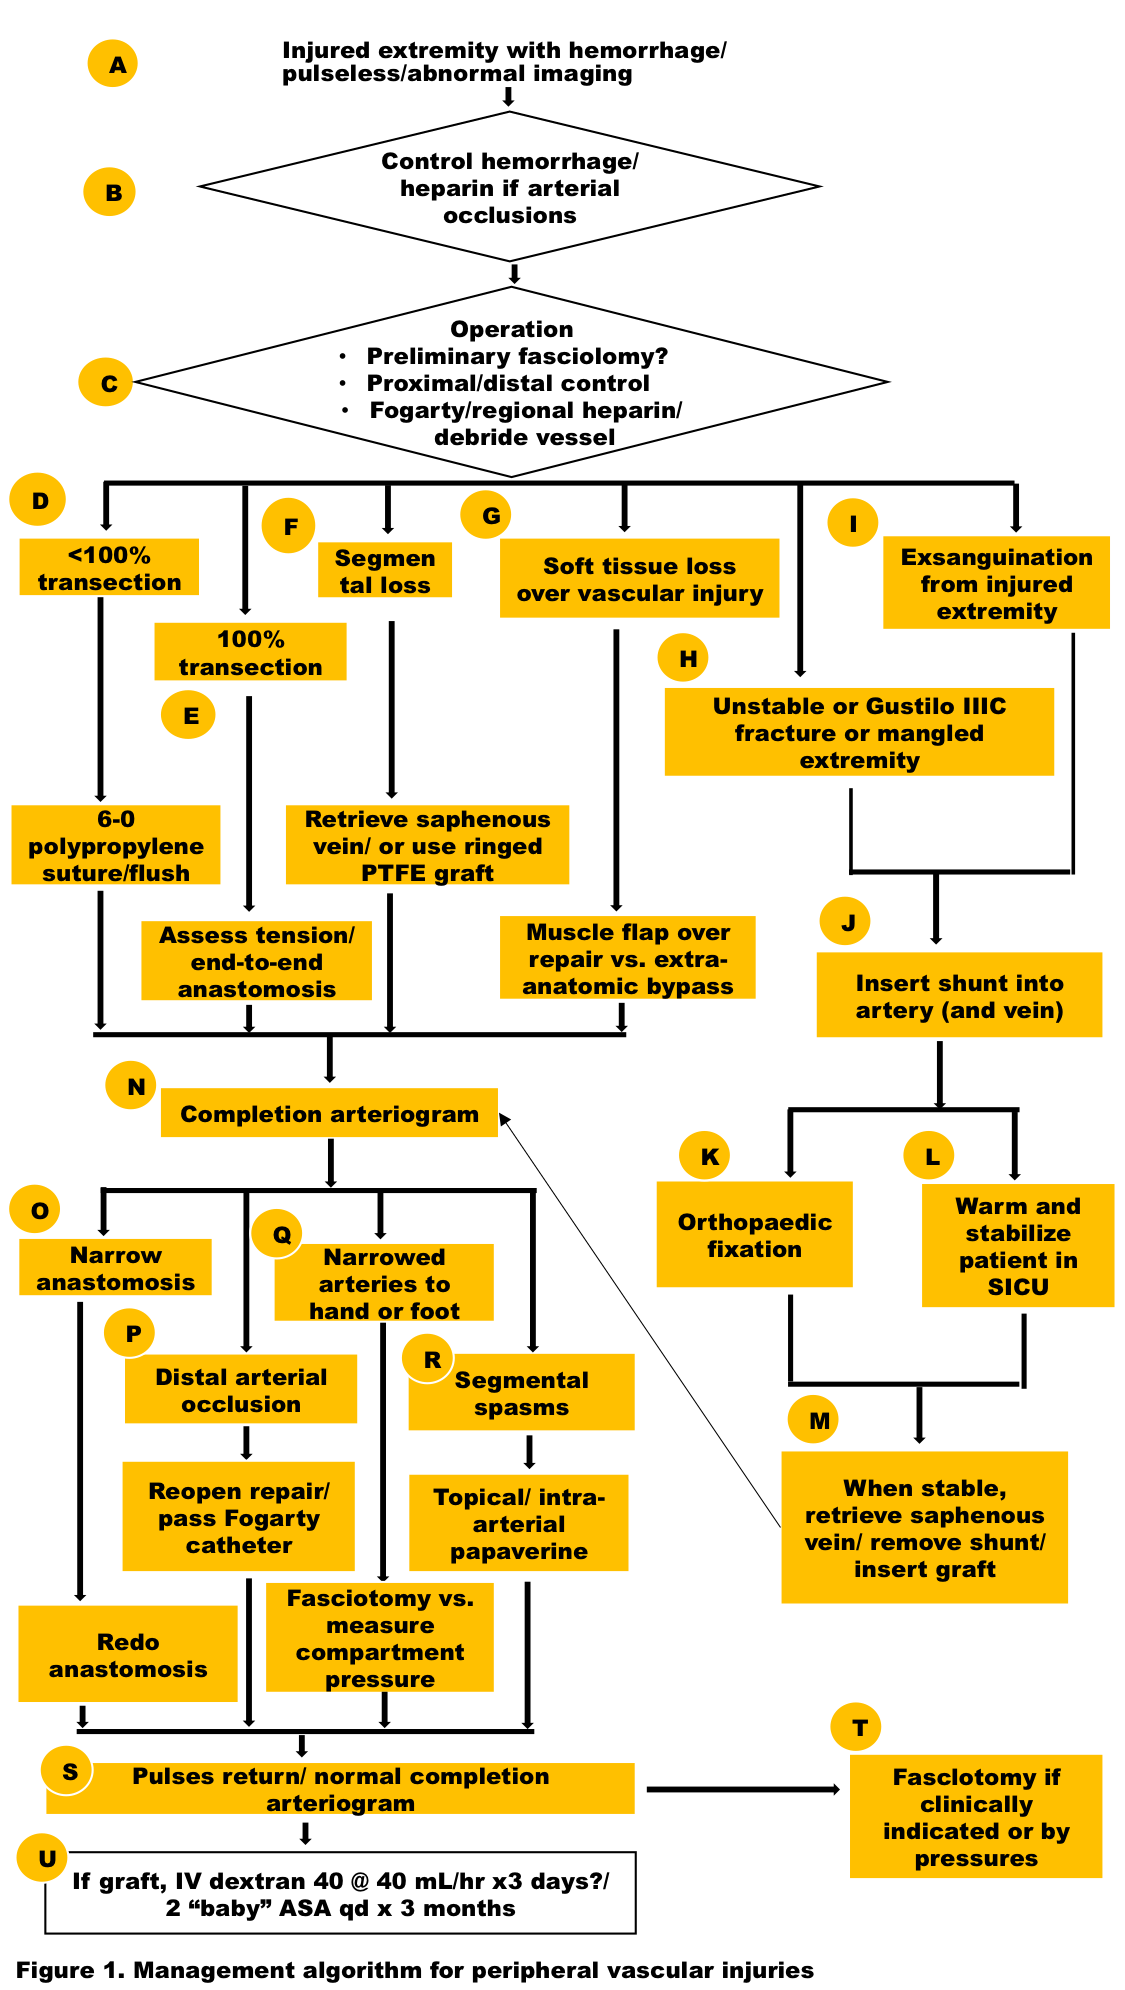 A
Injured extremity with hemorrhage/
pulseless/abnormal imaging
B
Control hemorrhage/
heparin if arterial
occlusions
C
Operation
• Preliminary fasciolomy?
• Proximal/distal control
• Fogarty/regional heparin/
debride vessel
D
<100%
transection
F
Segmen
tal loss
G
Soft tissue loss
over vascular injury
I
Exsanguination
from injured
extremity
100%
transection
E
H
Unstable or Gustilo IIIC
fracture or mangled
extremity
6-0
polypropylene
suture/flush
Retrieve saphenous
vein/ or use ringed
PTFE graft
Assess tension/
end-to-end
anastomosis
Muscle flap over
repair vs. extra-
anatomic bypass
J
Insert shunt into
artery (and vein)
N
Completion arteriogram
K
Orthopaedic
fixation
L
Warm and
stabilize
patient in
SICU
O
Narrow
anastomosis
Q
Narrowed
arteries to
hand or foot
P
Distal arterial
occlusion
R
Segmental
spasms
M
When stable,
retrieve saphenous
vein/ remove shunt/
insert graft
Reopen repair/
pass Fogarty
catheter
Topical/ intra-
arterial
papaverine
Redo
anastomosis
Fasciotomy vs.
measure
compartment
pressure
S
Pulses return/ normal completion
arteriogram
T
Fasclotomy if
clinically
indicated or by
pressures
U
If graft, IV dextran 40 @ 40 mL/hr x3 days?/
2 “baby” ASA qd x 3 months
Figure 1. Management algorithm for peripheral vascular injuries